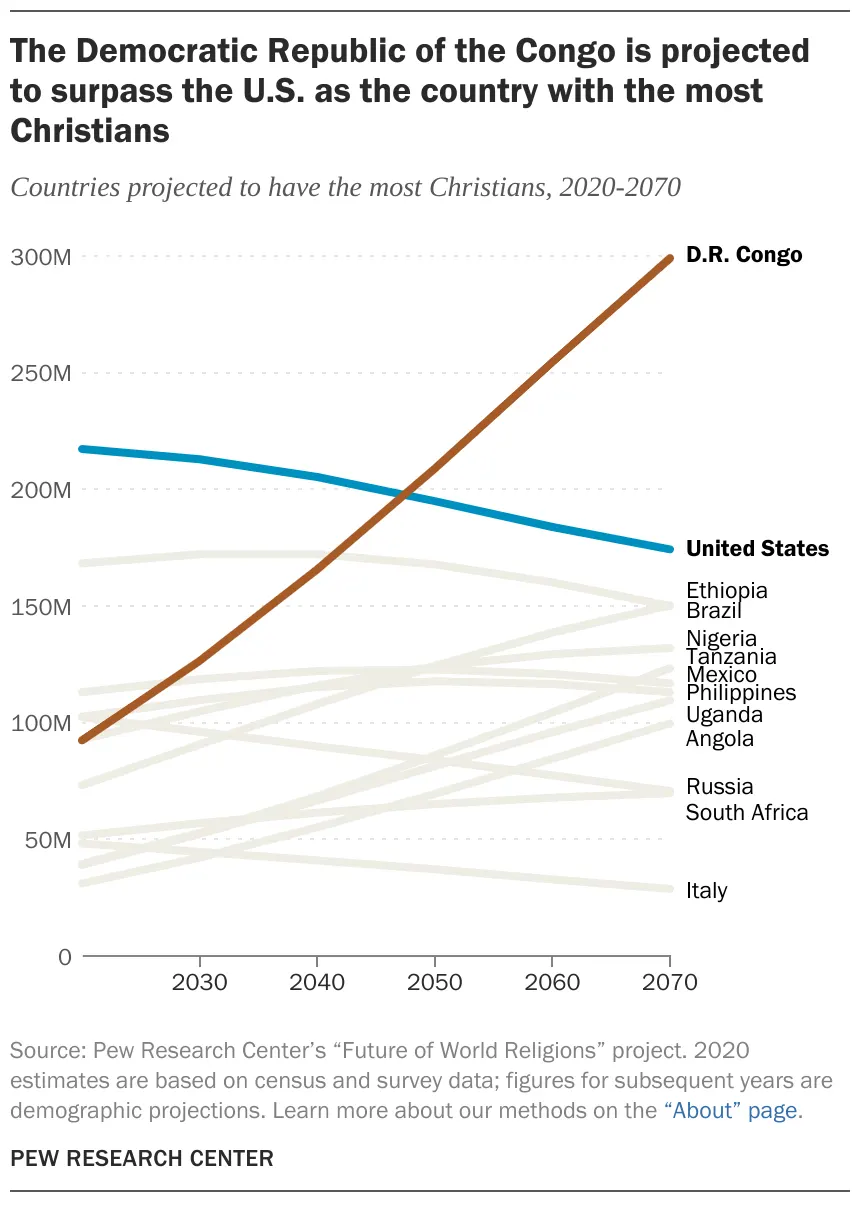 The Democratic Republic of the Congo is projected
to surpass the U.S. as the country with the most
Christians
Countries projected to have the most Christians, 2020-2070
300M
250M
200M
150M
100M
50M
0
D.R. Congo
United States
Ethiopia
Brazil
Nigeria
Tanzania
Mexico
Philippines
Uganda
Angola
Russia
South Africa
Italy
2030 2040 2050 2060 2070
Source: Pew Research Center’s “Future of World Religions” project. 2020
estimates are based on census and survey data; figures for subsequent years are
demographic projections. Learn more about our methods on the “About” page.
PEW RESEARCH CENTER